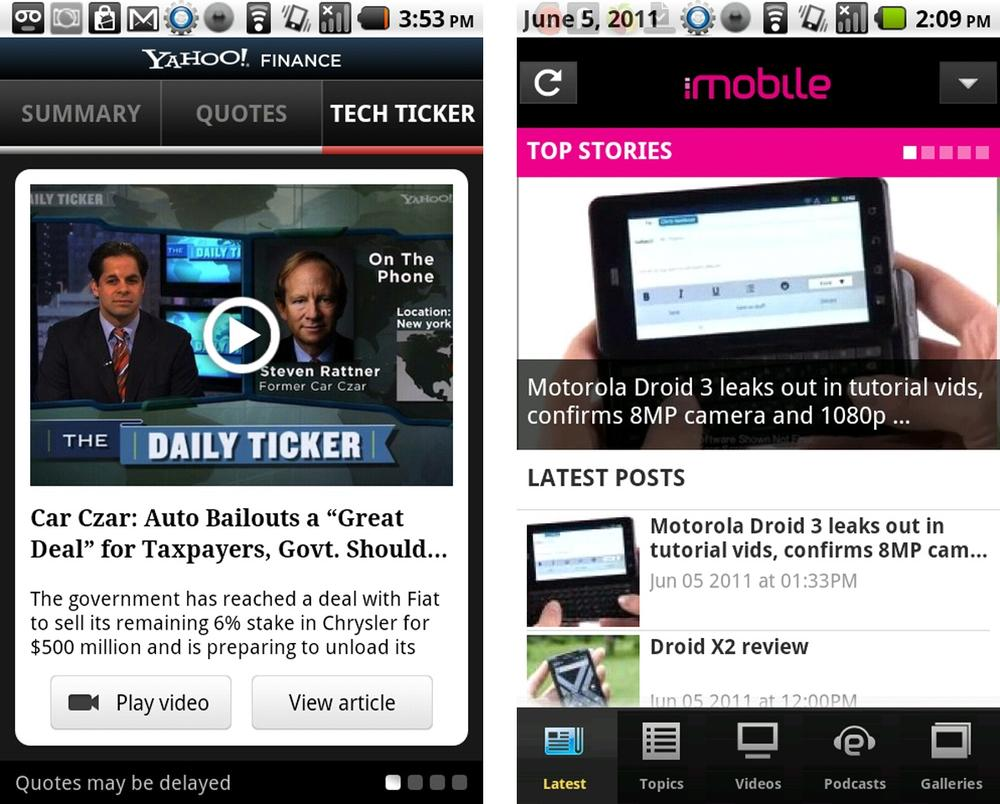 3:53 PM
YAHOO! FINANCE
SUMMARY QUOTES TECH TICKER
AILY TICKER
YAHOO!
THE DAILY TI
On The
Phone
Location:
New york
Steven Rattner
Former Car Czar
THE DAILY TICKER
Car Czar: Auto Bailouts a “Great
Deal” for Taxpayers, Govt. Should...
The government has reached a deal with Fiat
to sell its remaining 6% stake in Chrysler for
$500 million and is preparing to unload its
Play video View article
Quotes may be delayed
June 5, 2011 2:09 PM
imobile
TOP STORIES
B I U
Motorola Droid 3 leaks out in tutorial vids,
confirms 8MP camera and 1080p ...
LATEST POSTS
Motorola Droid 3 leaks out in
tutorial vids, confirms 8MP cam...
Jun 05 2011 at 01:33PM
Droid X2 review
Jun 05 2011 at 12:00PM
Latest Topics Videos Podcasts Galleries